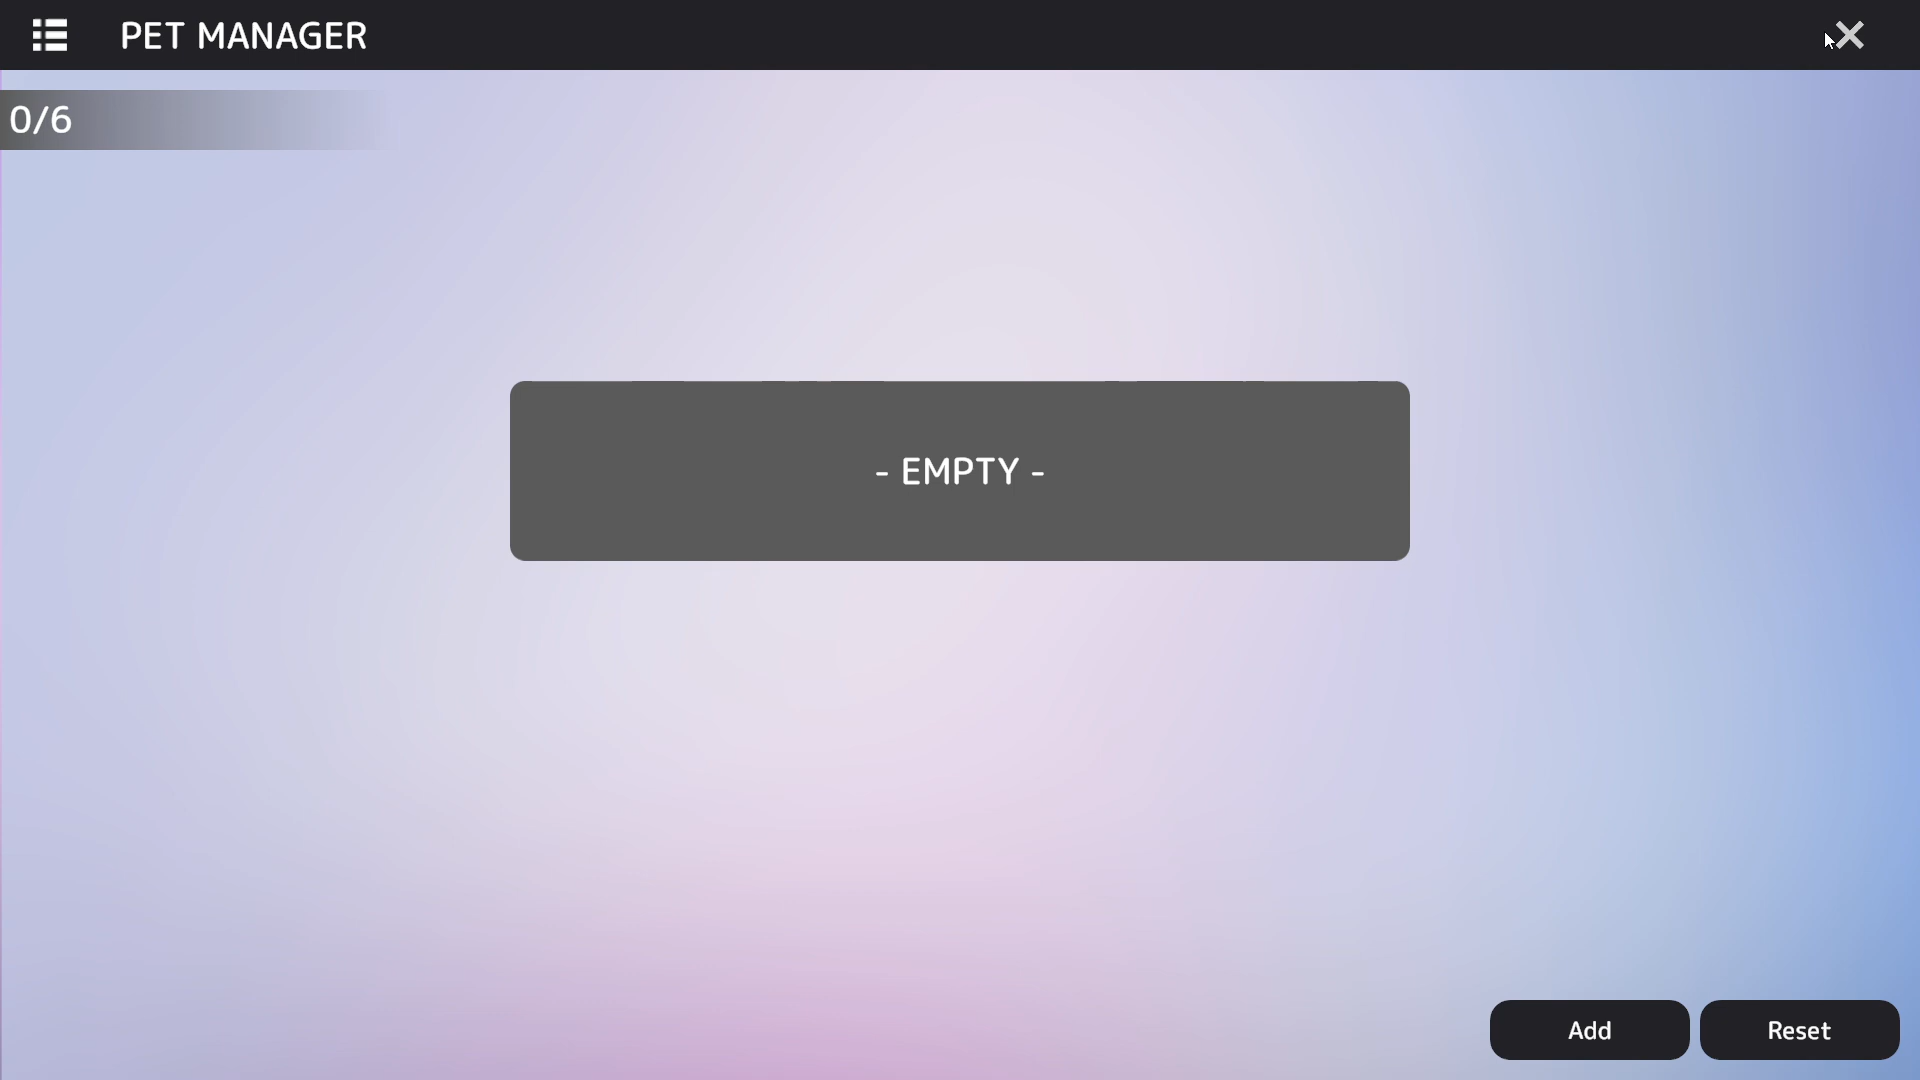 PET MANAGER
0/6
- EMPTY -
Add
Reset